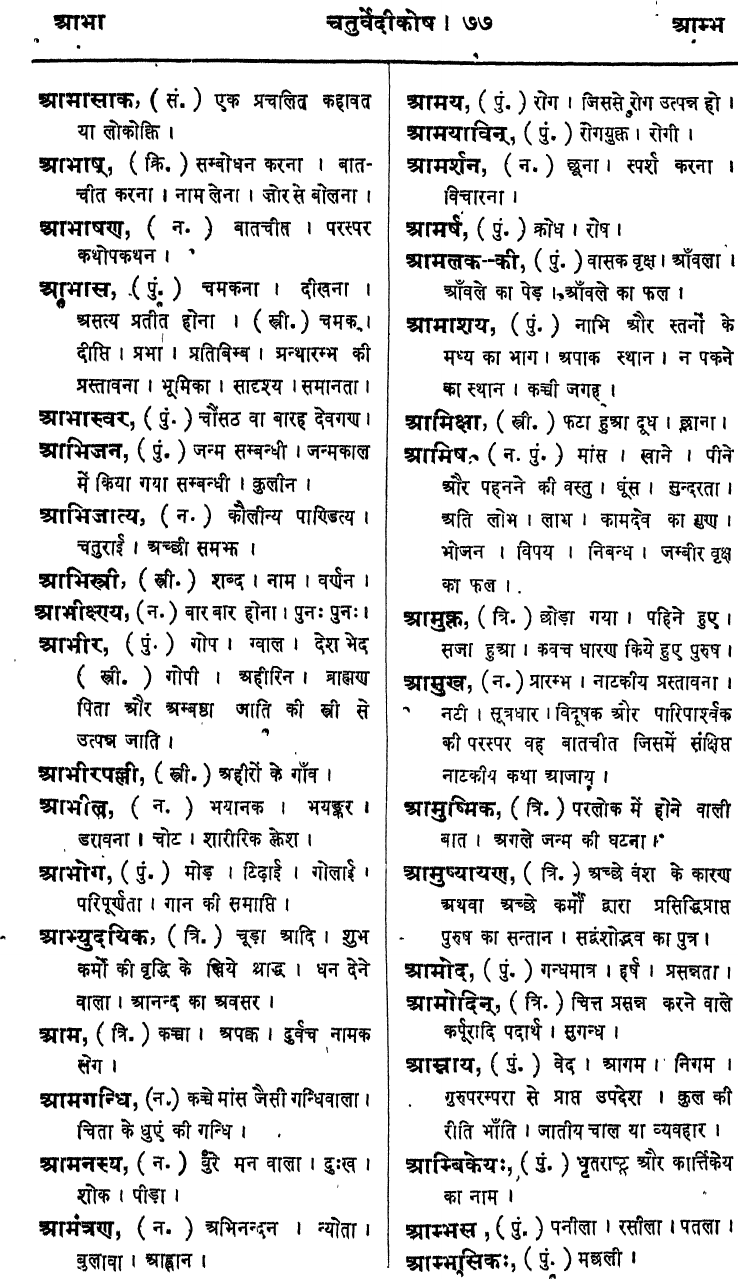 आभा
चतुर्वेदीकोष । ७७
आम्भ
आभासाक, ( सं. ) एक प्रचलित कहावत
या लोकोक्ति ।
आभाष्, ( क्रि. ) सम्बोधन करना । बात-
चीत करना । नाम लेना । जोर से बोलना ।
आभाषण, ( न. ) बातचीत । परस्पर
कथोपकथन ।
आभास, ( पुं. ) चमकना । दीखना ।
असत्य प्रतीत होना । ( स्त्री. ) चमक ।
दीप्ति । प्रभा । प्रतिबिम्ब । ग्रन्थारम्भ की
प्रस्तावना । भूमिका । सादृश्य । समानता ।
आभास्वर, ( पुं. ) चौंसठ वा बारह देवगण ।
आभिजन, ( पुं. ) जन्म सम्बन्धी । जन्मकाल
में किया गया सम्बन्धी । कुलीन ।
आभिजात्य, ( न. ) कौलीन्य पाण्डित्य ।
चतुराई । अच्छी समझ ।
आभिस्त्री, ( स्त्री. ) शब्द । नाम । वर्णन ।
आभीक्ष्ण्य, ( न. ) बार बार होना । पुनः पुनः ।
आभीर, ( पुं. ) गोप । ग्वाल । देश भेद
( स्त्री. ) गोपी । अहीरिन । ब्राह्मण
पिता और अम्बष्ठा जाति की स्त्री से
उत्पन्न जाति ।
आभीरपल्ली, ( स्त्री. ) अहीरों के गाँव ।
आभील, ( न. ) भयानक । भयङ्कर ।
डरावना । चोट । शारीरिक क्लेश ।
आभोग, ( पुं. ) मोड़ । टिढ़ाई । गोलाई ।
परिपूर्णता । गान की समाप्ति ।
आभ्युदयिक, ( त्रि. ) चूड़ा आदि । शुभ
कर्मों की वृद्धि के लिये श्राद्ध । धन देने
वाला । आनन्द का अवसर ।
आम, ( त्रि. ) कच्चा । अपक्व । दुर्वच नामक
रोग ।
आमगन्धि, (न.) कच्चे मांस जैसी गन्धिवाला ।
चिता के धुएं की गन्धि ।
आमनस्य, ( न. ) बुरे मन वाला । दुःख ।
शोक । पीड़ा ।
आमंत्रण, ( न. ) अभिनन्दन । न्योता ।
बुलावा । आह्वान ।
आमय, ( पुं. ) रोग । जिससे रोग उत्पन्न हो ।
आमयाविन्, ( पुं. ) रोगयुक्त । रोगी ।
आमर्शन, ( न. ) छूना । स्पर्श करना ।
विचारना ।
आमर्ष, ( पुं. ) क्रोध । रोष ।
आमलक--की, ( पुं. ) वासक वृक्ष । आँवला ।
आँवले का पेड़ । आँवले का फल ।
आमाशय, ( पुं. ) नाभि और स्तनों के
मध्य का भाग । अपाक स्थान । न पकने
का स्थान । कच्ची जगह ।
आमिक्षा, ( स्त्री. ) फटा हुआ दूध । छाना ।
आमिष, ( न. पुं. ) मांस । खाने । पीने
और पहनने की वस्तु । घूंस । सुन्दरता ।
अति लोभ । लाभ । कामदेव का गुण ।
भोजन । विषय । निबन्ध । जम्बीर वृक्ष
का फल ।
आमुक्त, ( त्रि. ) छोड़ा गया । पहिने हुए ।
सजा हुआ । कवच धारण किये हुए पुरुष ।
आमुख, ( न. ) प्रारम्भ । नाटकीय प्रस्तावना ।
नटी । सूत्रधार । विदूषक और पारिपार्श्वक
की परस्पर वह बातचीत जिसमें संक्षिप्त
नाटकीय कथा आजाय ।
आमुष्मिक, ( त्रि. ) परलोक में होने वाली
बात । अगले जन्म की घटना ।
आमुष्यायण, ( त्रि. ) अच्छे वंश के कारण
अथवा अच्छे कर्मों द्वारा प्रसिद्धिप्राप्त
पुरुष का सन्तान । सद्वंशोद्भव का पुत्र ।
आमोद, ( पुं. ) गन्धमात्र । हर्ष । प्रसन्नता ।
आमोदिन्, ( त्रि. ) चित्त प्रसन्न करने वाले
कर्पूरादि पदार्थ । सुगन्ध ।
आम्नाय, ( पुं. ) वेद । आगम । निगम ।
गुरुपरम्परा से प्राप्त उपदेश । कुल की
रीति भाँति । जातीय चाल या व्यवहार ।
आम्बिकेयः, ( पुं. ) धृतराष्ट्र और कार्त्तिकेय
का नाम ।
आम्भस , ( पुं. ) पनीला । रसीला । पतला ।
आम्भसिकः, ( पुं. ) मछली ।